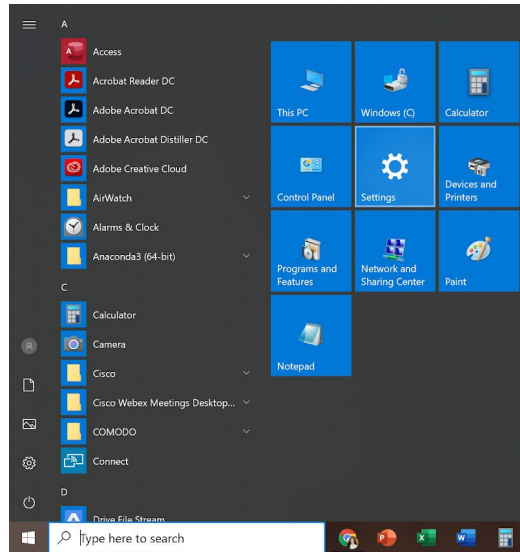 A
Access
Acrobat Reader DC
Adobe Acrobat DC
Adobe Acrobat Distiller DC
Adobe Creative Cloud
AirWatch
Alarms & Clock
Anaconda3 (64-bit)
C
Calculator
Camera
Cisco
Cisco Webex Meetings Desktop...
COMODO
Connect
D
Drive File Stream
This PC
Windows (C)
Calculator
Control Panel
Settings
Devices and
Printers
Programs and
Features
Network and
Sharing Center
Paint
Notepad
Type here to search